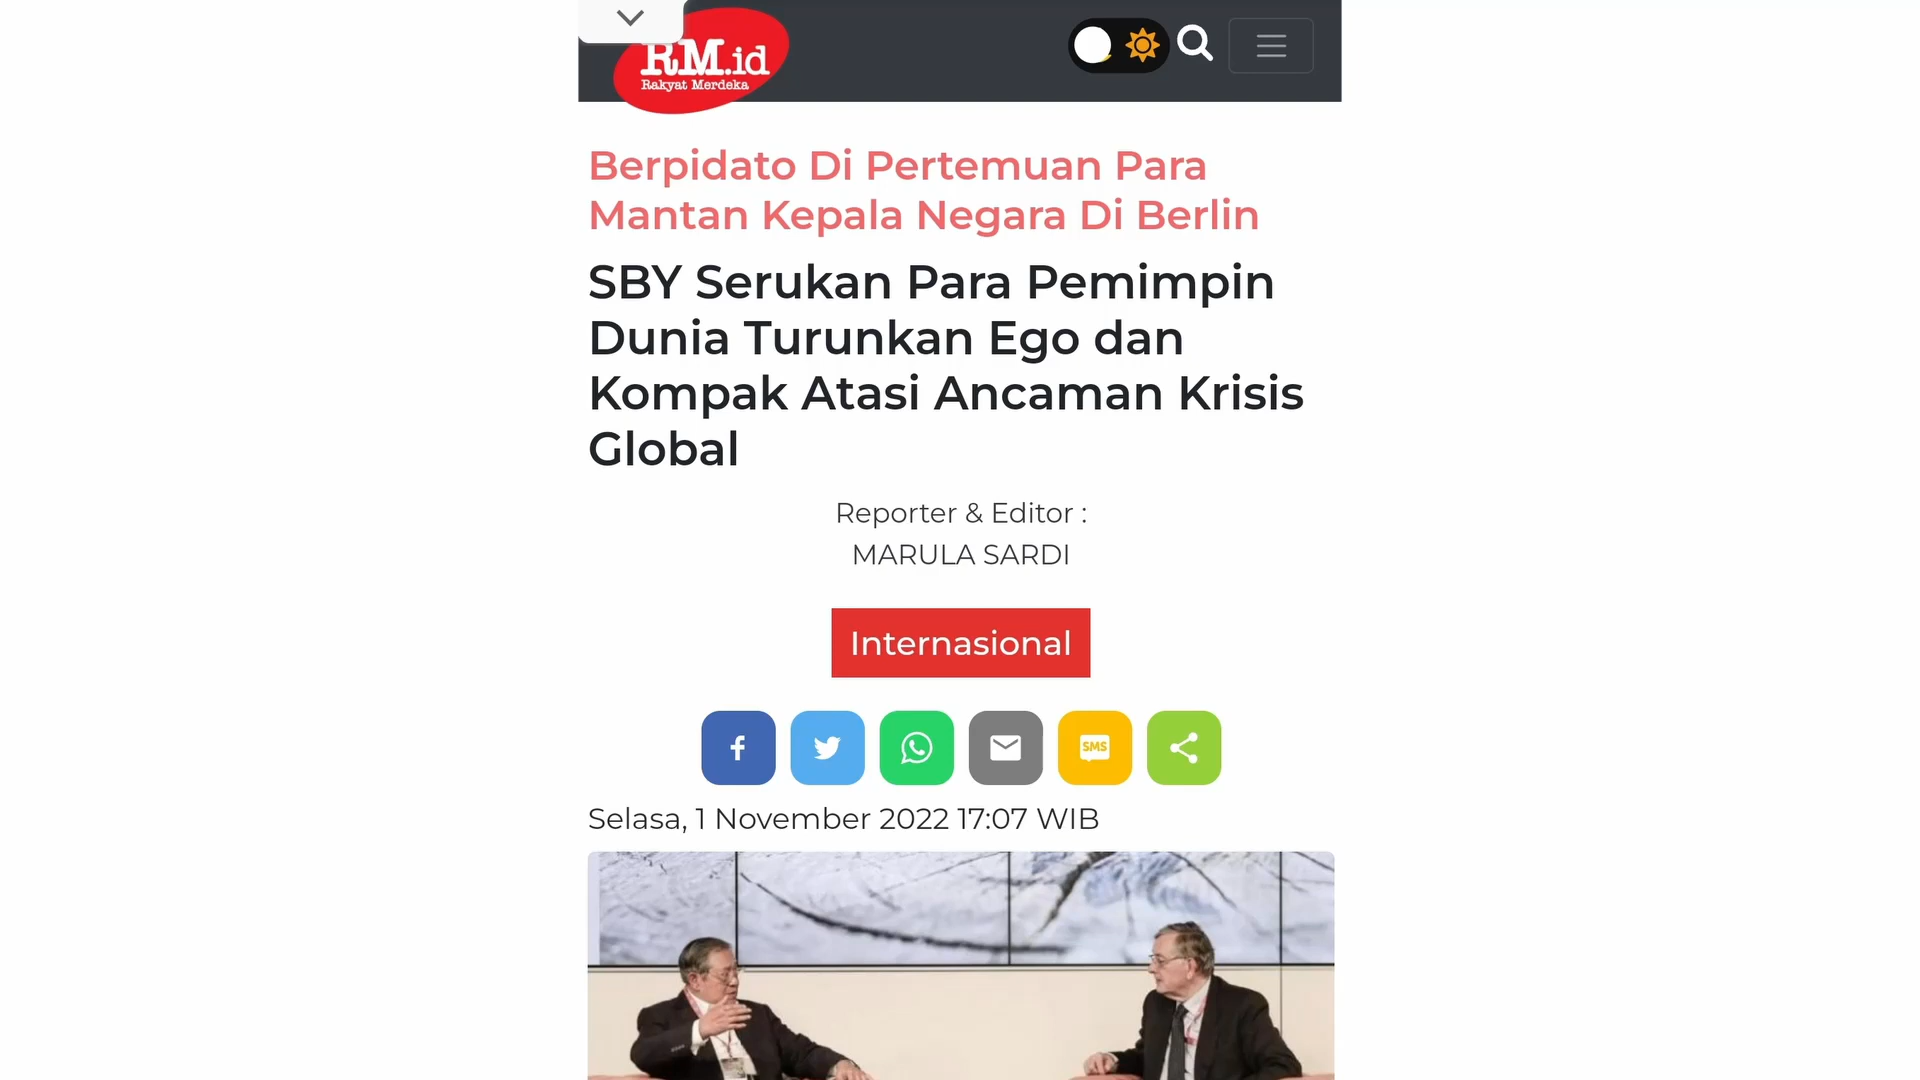 RM.id
Rakyat Merdeka
Berpidato Di Pertemuan Para
Mantan Kepala Negara Di Berlin
SBY Serukan Para Pemimpin
Dunia Turunkan Ego dan
Kompak Atasi Ancaman Krisis
Global
Reporter & Editor :
MARULA SARDI
Internasional
SMS
Selasa, 1 November 2022 17:07 WIB